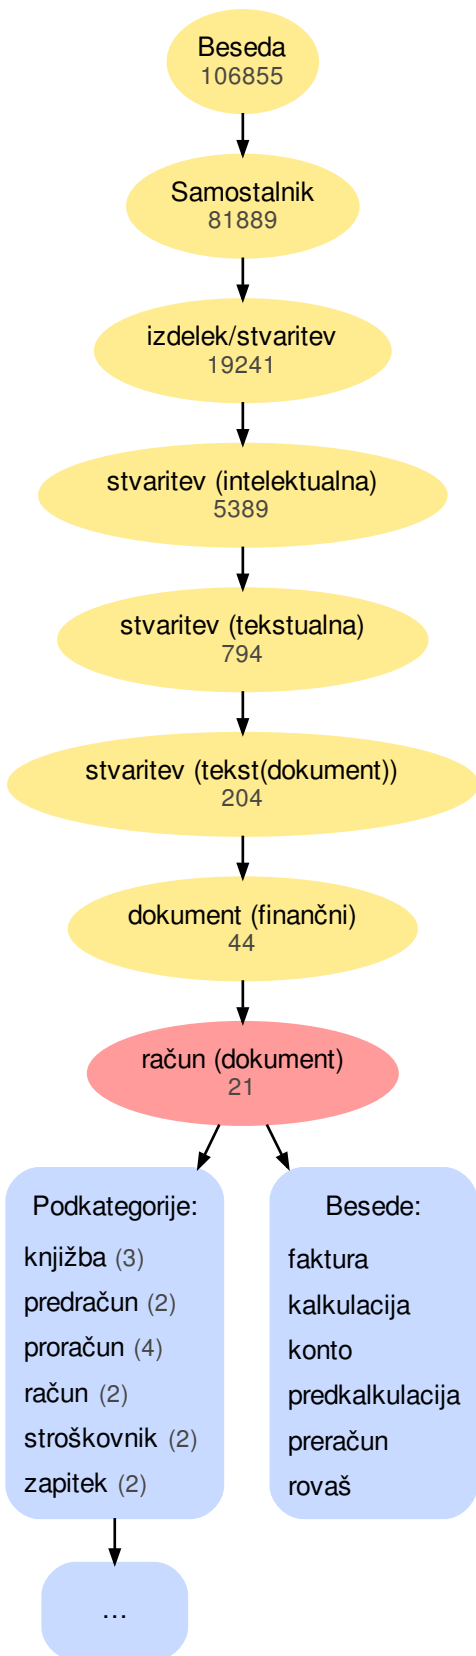 Beseda
106855
Samostalnik
81889
izdelek/stvaritev
19241
stvaritev (intelektualna)
5389
stvaritev (tekstualna)
794
stvaritev (tekst(dokument))
204
dokument (finančni)
44
račun (dokument)
21
Podkategorije:
knjižba (3)
predračun (2)
proračun (4)
račun (2)
stroškovnik (2)
zapitek (2)
Besede:
faktura
kalkulacija
konto
predkalkulacija
preračun
rovaš
...